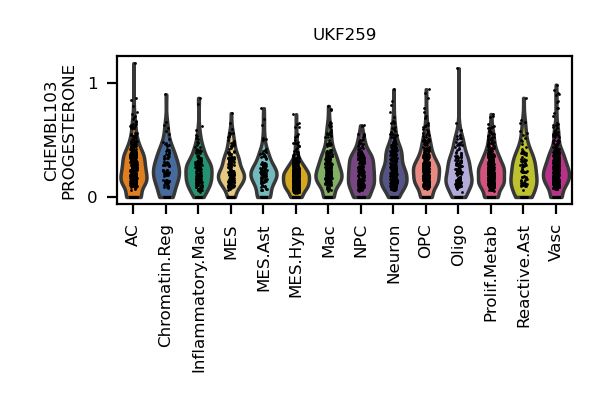 UKF259
CHEMBL103
PROGESTERONE
1
0
AC
Chromatin.Reg
Inflammatory.Mac
MES
MES.Ast
MES.Hyp
Mac
NPC
Neuron
OPC
Oligo
Prolif.Metab
Reactive.Ast
Vasc